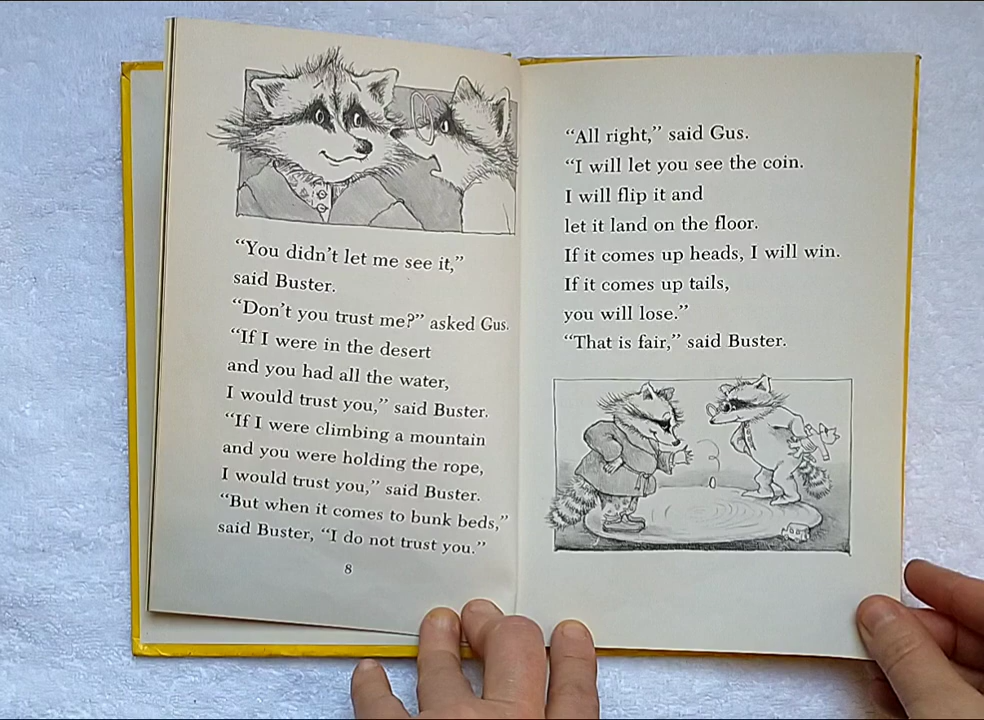 “You didn’t let me see it,”
said Buster.
“Don’t you trust me?” asked Gus.
“If I were in the desert
and you had all the water,
I would trust you,” said Buster.
“If I were climbing a mountain
and you were holding the rope,
I would trust you,” said Buster.
“But when it comes to bunk beds,”
said Buster, “I do not trust you.”
8
“All right,” said Gus.
“I will let you see the coin.
I will flip it and
let it land on the floor.
If it comes up heads, I will win.
If it comes up tails,
you will lose.”
“That is fair,” said Buster.